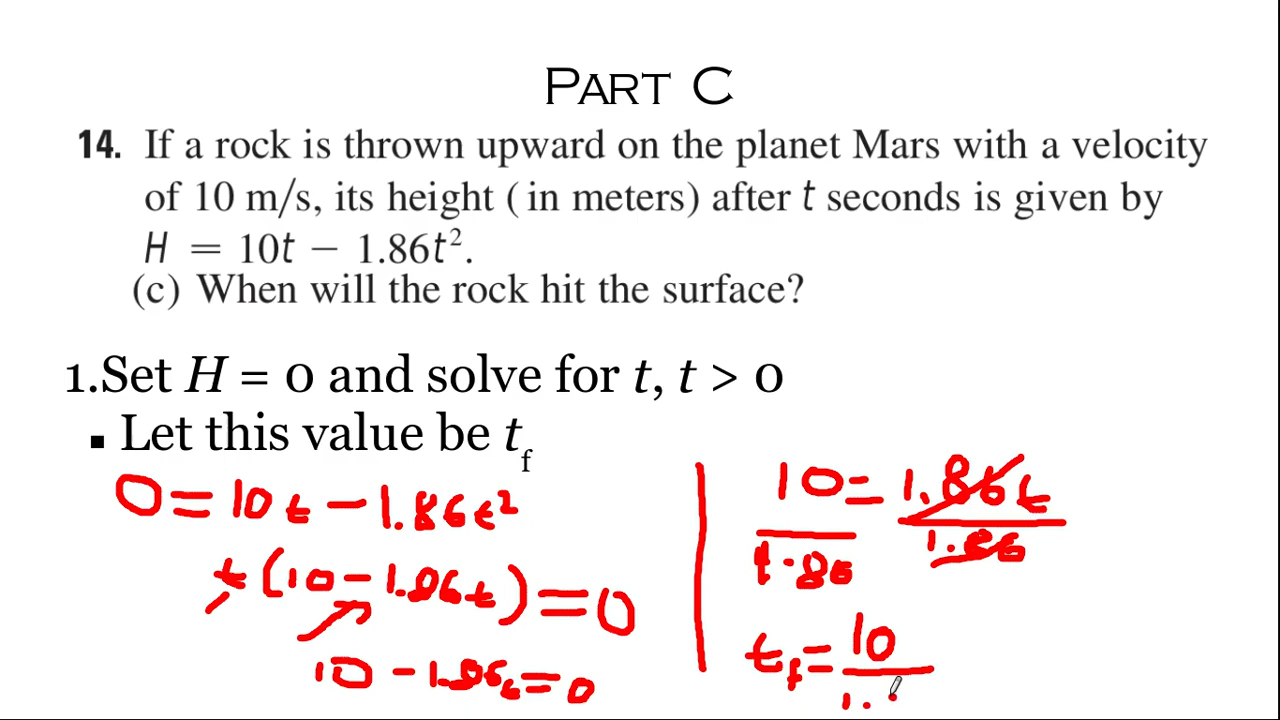 PART C
14. If a rock is thrown upward on the planet Mars with a velocity
of 10 m/s, its height ( in meters) after t seconds is given by
H = 10t − 1.86t².
(c) When will the rock hit the surface?
1.Set H = 0 and solve for t, t > 0
▪ Let this value be t_f
0 = 10t − 1.86t²
t(10 − 1.86t) = 0
10 − 1.86t = 0
10 = 1.86t
1.86 1.86
t_f = 10
1.